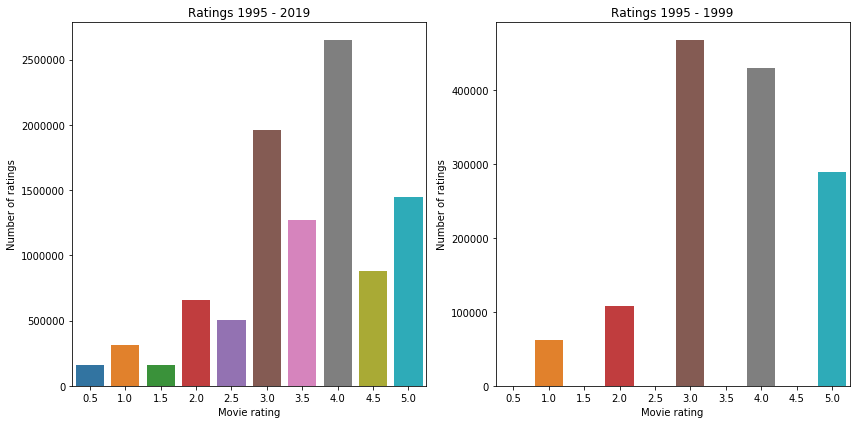 Ratings 1995 - 2019
Number of ratings
2500000
2000000
1500000
1000000
500000
0
0.5 1.0 1.5 2.0 2.5 3.0 3.5 4.0 4.5 5.0
Movie rating
Ratings 1995 - 1999
Number of ratings
400000
300000
200000
100000
0
0.5 1.0 1.5 2.0 2.5 3.0 3.5 4.0 4.5 5.0
Movie rating